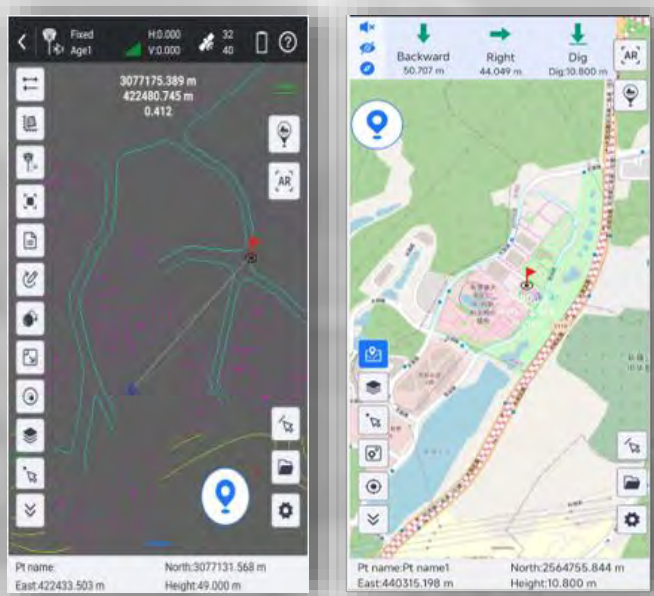 Fixed
Age1
H:0.000
V:0.000
32
40
3077175.389 m
422480.745 m
0.412
AR
Pt name:
North:3077131.568 m
East:422433.503 m
Height:49.000 m
Backward
50.707 m
Right
44.049 m
Dig
Dig:10.800 m
AR
Pt name:Pt name1
North:2564755.844 m
East:440315.198 m
Height:10.800 m